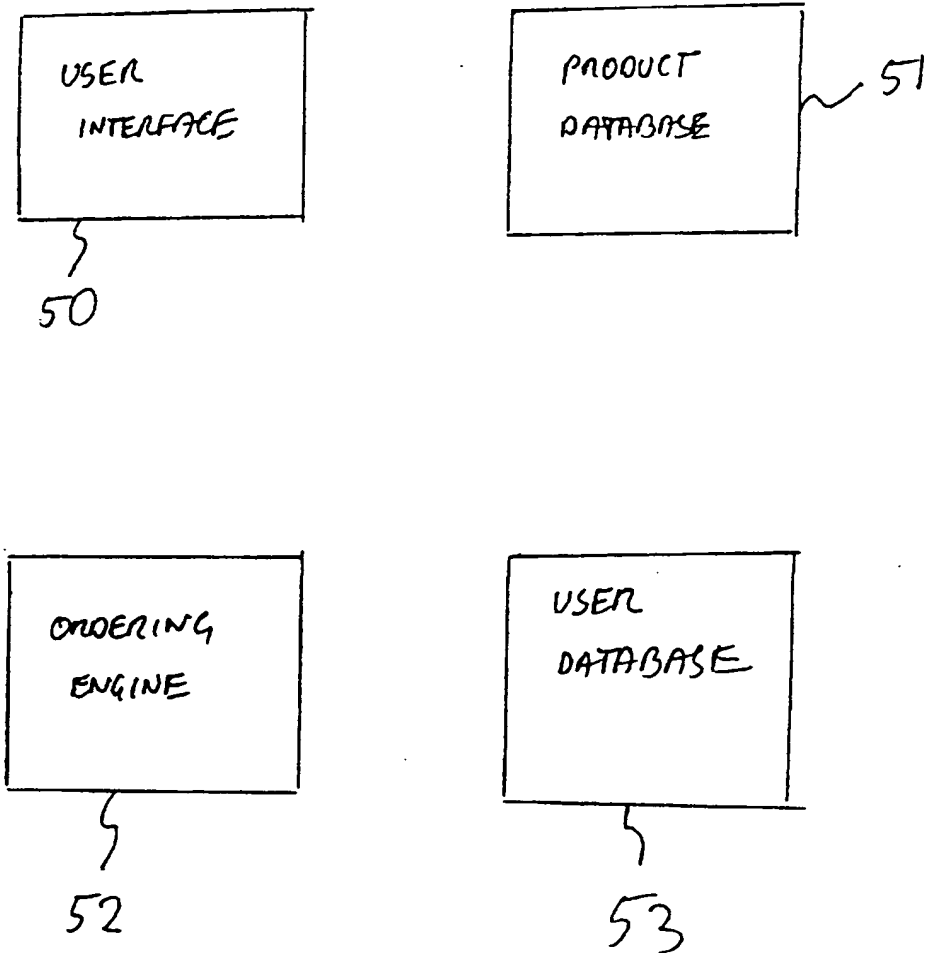 USER
INTERFACE
50
PRODUCT
DATABASE
51
ORDERING
ENGINE
52
USER
DATABASE
53